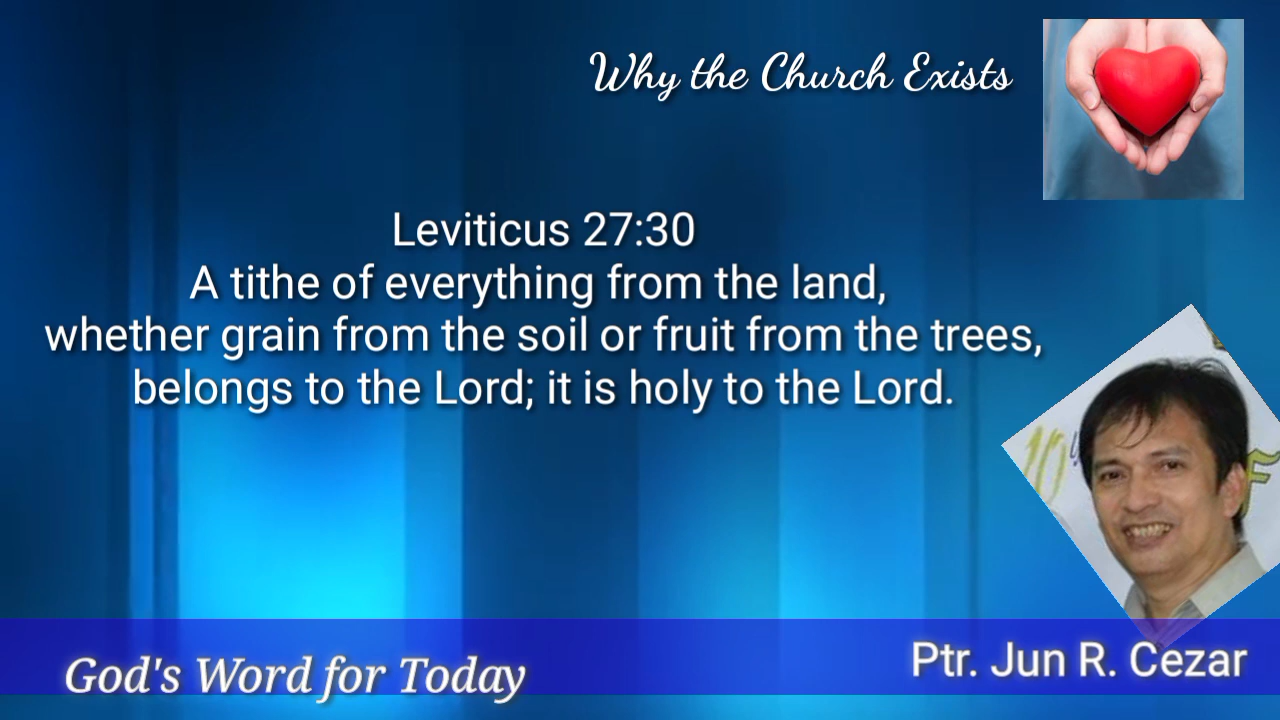 Why the Church Exists
Leviticus 27:30
A tithe of everything from the land,
whether grain from the soil or fruit from the trees,
belongs to the Lord; it is holy to the Lord.
10
God's Word for Today
Ptr. Jun R. Cezar